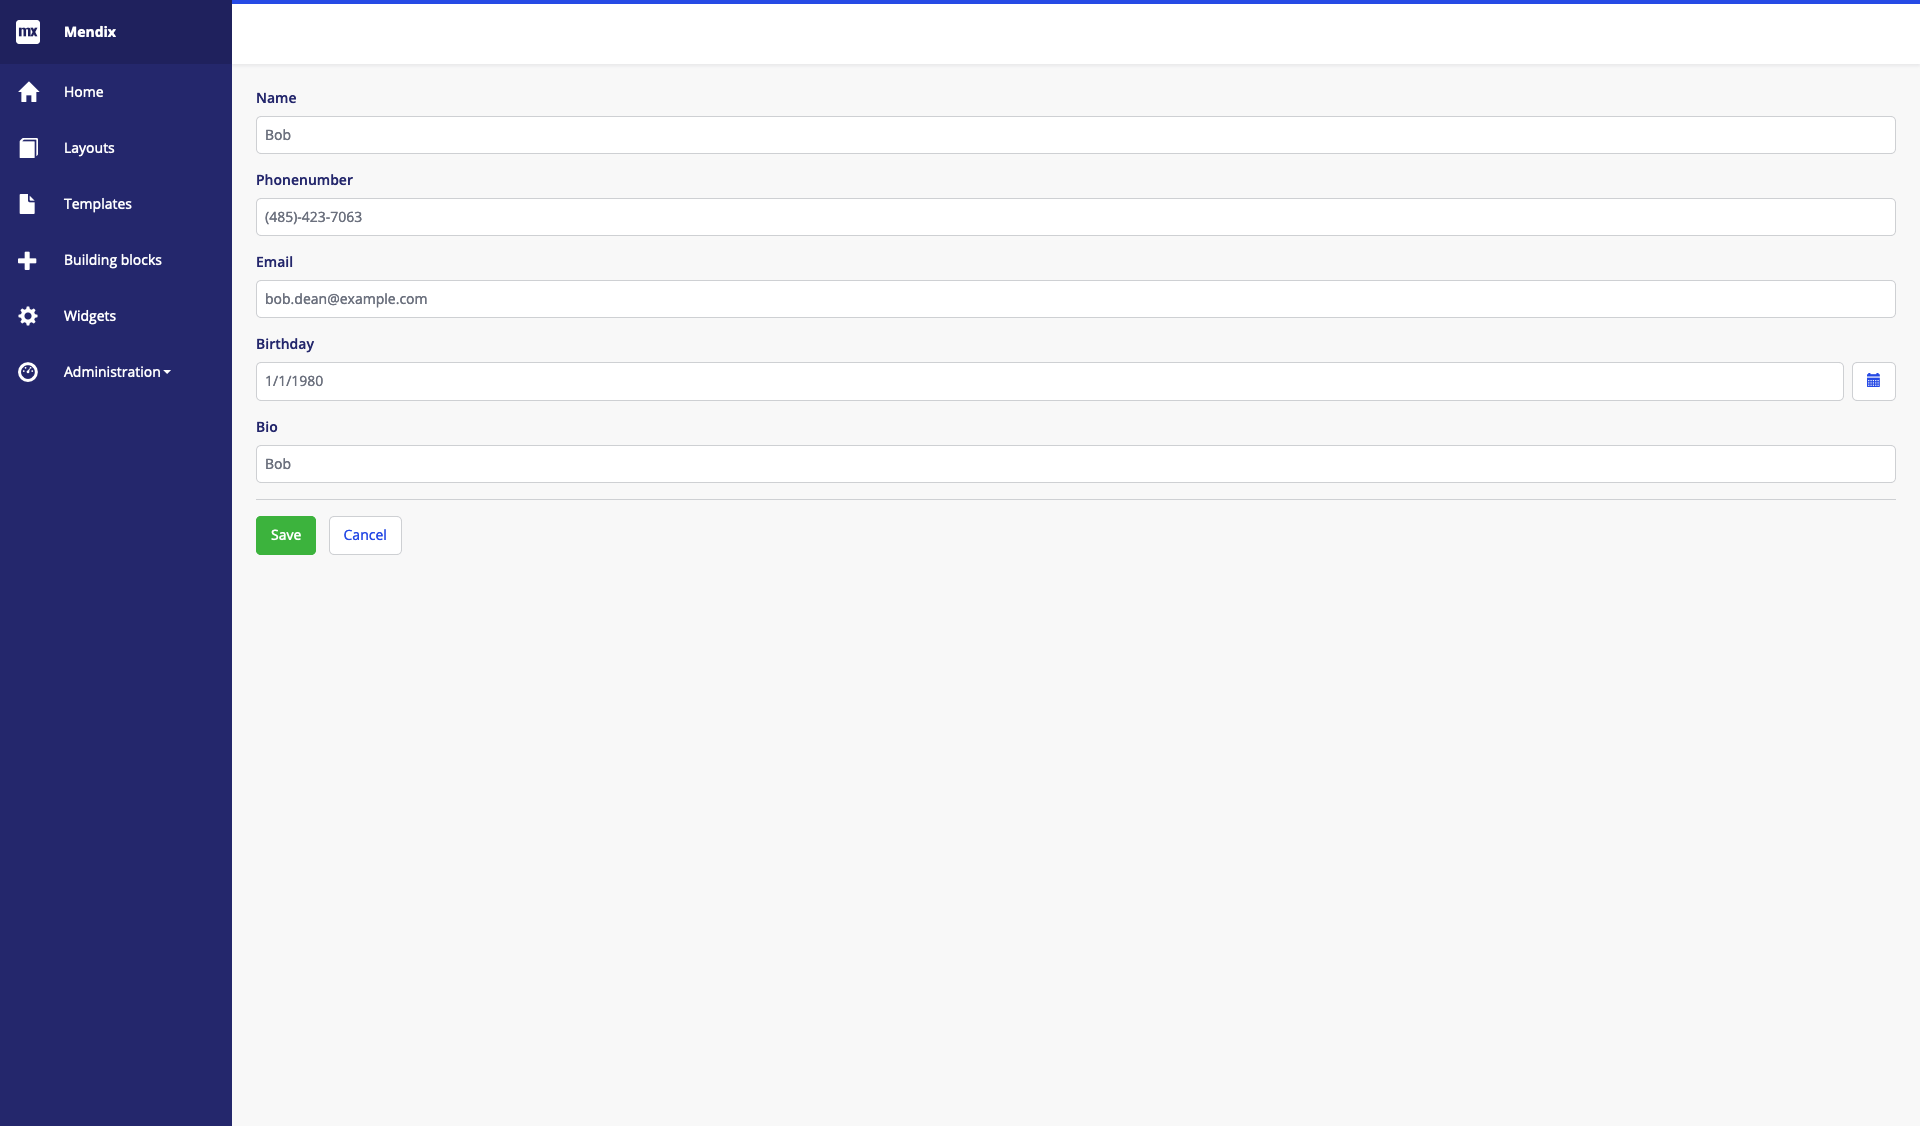 mx Mendix
Home
Layouts
Templates
Building blocks
Widgets
Administration
Name
Bob
Phonenumber
(485)-423-7063
Email
bob.dean@example.com
Birthday
1/1/1980
Bio
Bob
Save Cancel